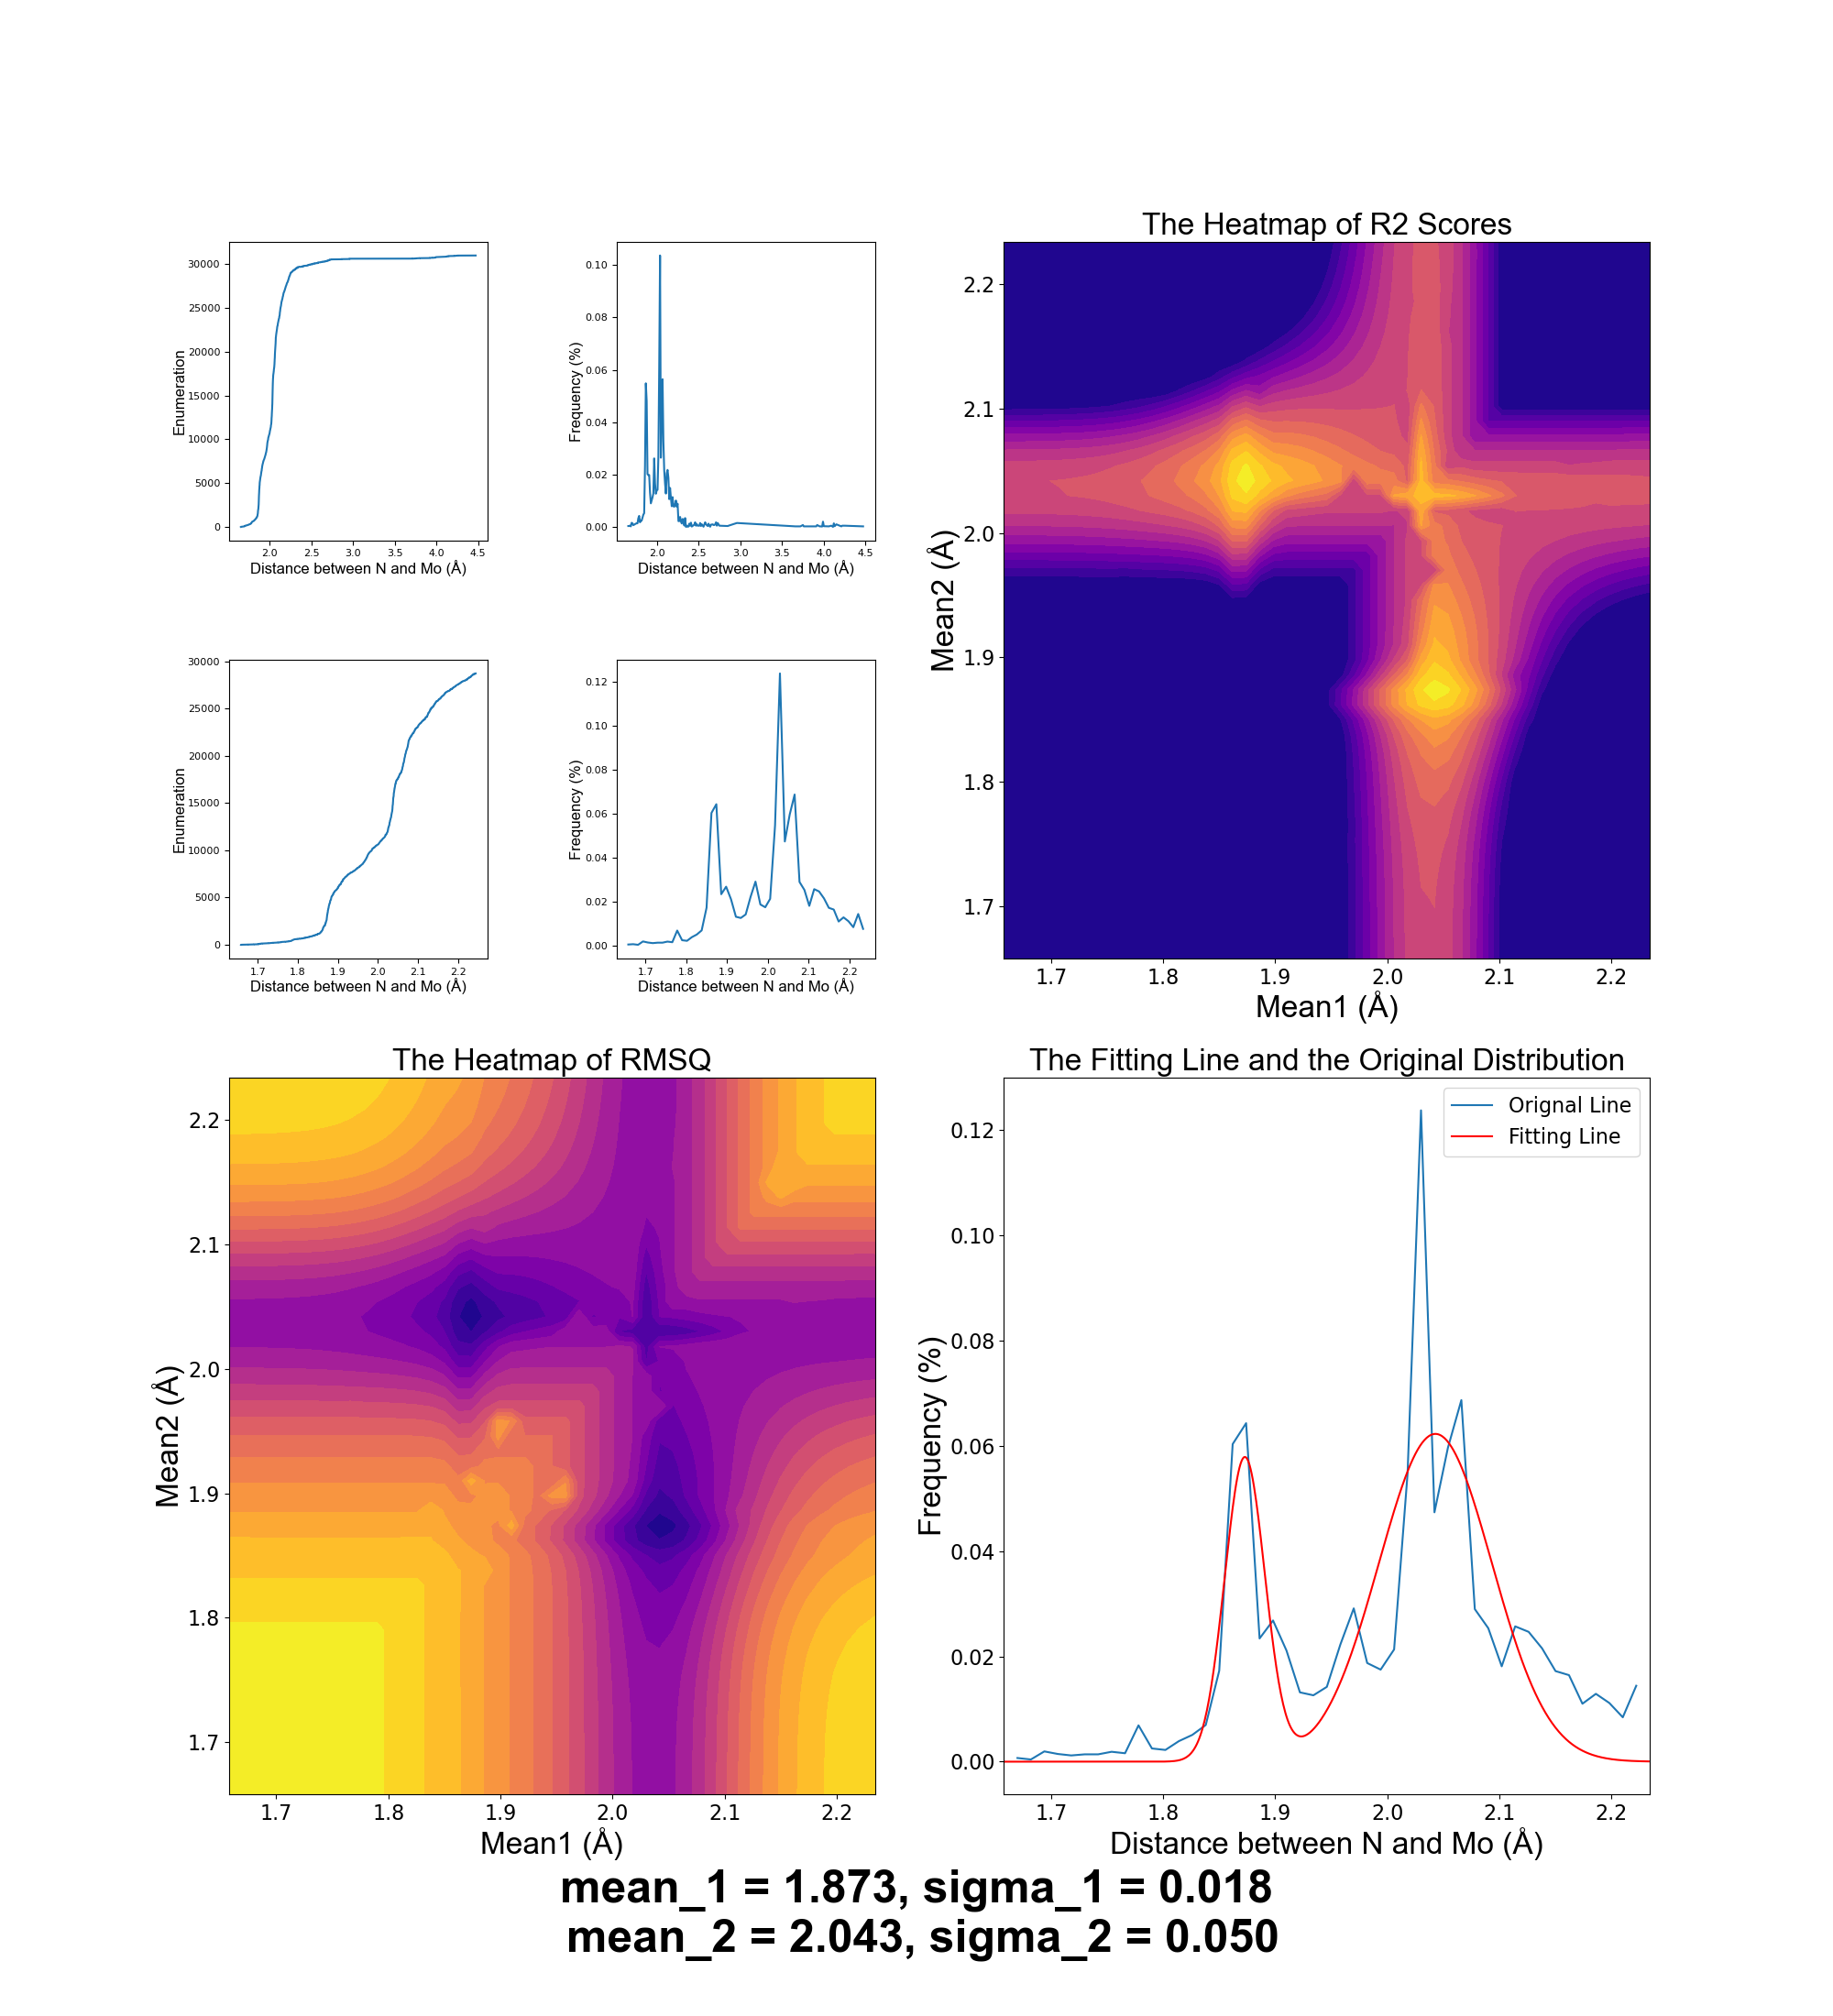 30000
25000
20000
15000
10000
5000
0
Enumeration
2.0 2.5 3.0 3.5 4.0 4.5
Distance between N and Mo (Å)
0.10
0.08
0.06
0.04
0.02
0.00
Frequency (%)
2.0 2.5 3.0 3.5 4.0 4.5
Distance between N and Mo (Å)
30000
25000
20000
15000
10000
5000
0
Enumeration
1.7 1.8 1.9 2.0 2.1 2.2
Distance between N and Mo (Å)
0.12
0.10
0.08
0.06
0.04
0.02
0.00
Frequency (%)
1.7 1.8 1.9 2.0 2.1 2.2
Distance between N and Mo (Å)
The Heatmap of R2 Scores
2.2
2.1
2.0
1.9
1.8
1.7
Mean2 (Å)
1.7 1.8 1.9 2.0 2.1 2.2
Mean1 (Å)
The Heatmap of RMSQ
2.2
2.1
2.0
1.9
1.8
1.7
Mean2 (Å)
1.7 1.8 1.9 2.0 2.1 2.2
Mean1 (Å)
The Fitting Line and the Original Distribution
Orignal Line
Fitting Line
0.12
0.10
0.08
0.06
0.04
0.02
0.00
Frequency (%)
1.7 1.8 1.9 2.0 2.1 2.2
Distance between N and Mo (Å)
mean_1 = 1.873, sigma_1 = 0.018
mean_2 = 2.043, sigma_2 = 0.050